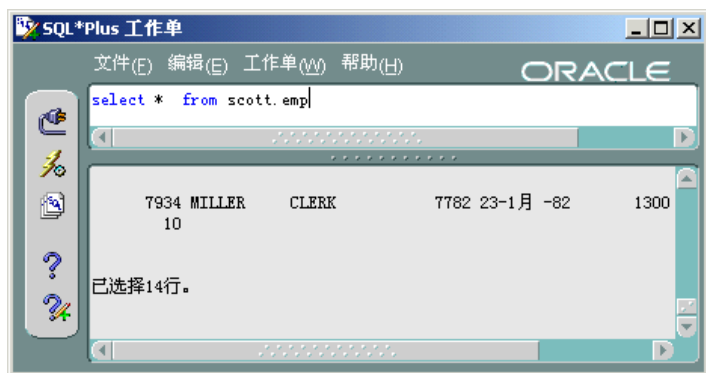 SQL*Plus 工作单
文件(F) 编辑(E) 工作单(W) 帮助(H)
ORACLE
select * from scott.emp
7934 MILLER CLERK 7782 23-1月 -82 1300
10
已选择14行。